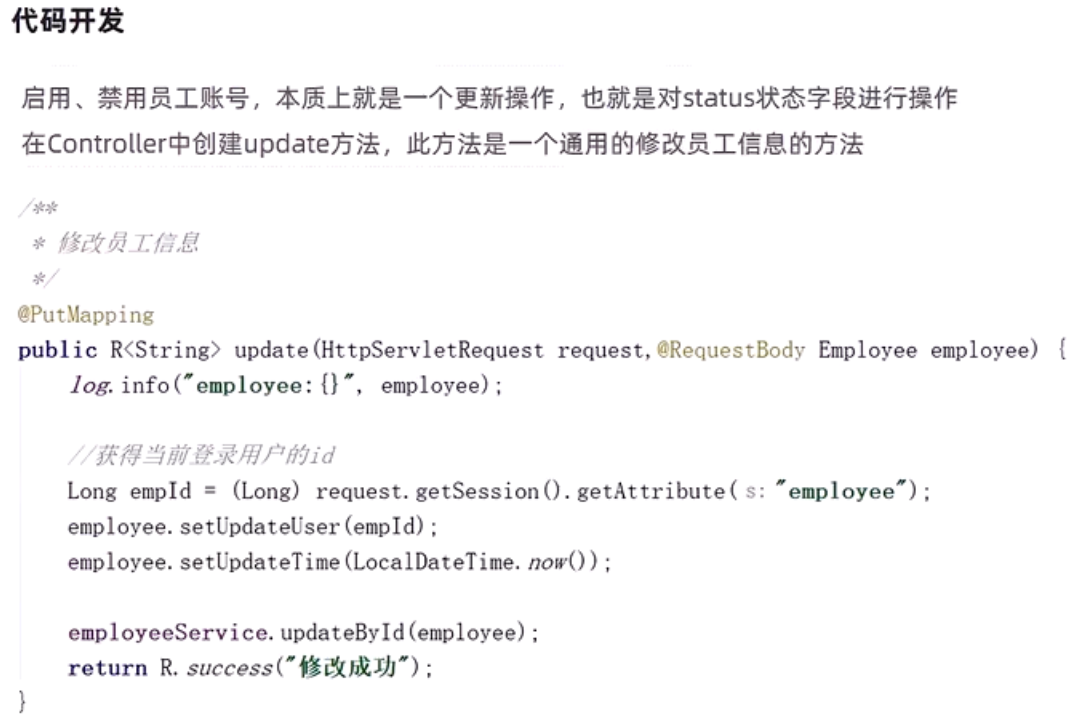 代码开发
启用、禁用员工账号，本质上就是一个更新操作，也就是对status状态字段进行操作
在Controller中创建update方法，此方法是一个通用的修改员工信息的方法
/**
 * 修改员工信息
 */
@PutMapping
public R<String> update(HttpServletRequest request,@RequestBody Employee employee) {
    log.info("employee:{}", employee);
    //获得当前登录用户的id
    Long empId = (Long) request.getSession().getAttribute( s: "employee");
    employee.setUpdateUser(empId);
    employee.setUpdateTime(LocalDateTime.now());
    employeeService.updateById(employee);
    return R.success("修改成功");
}